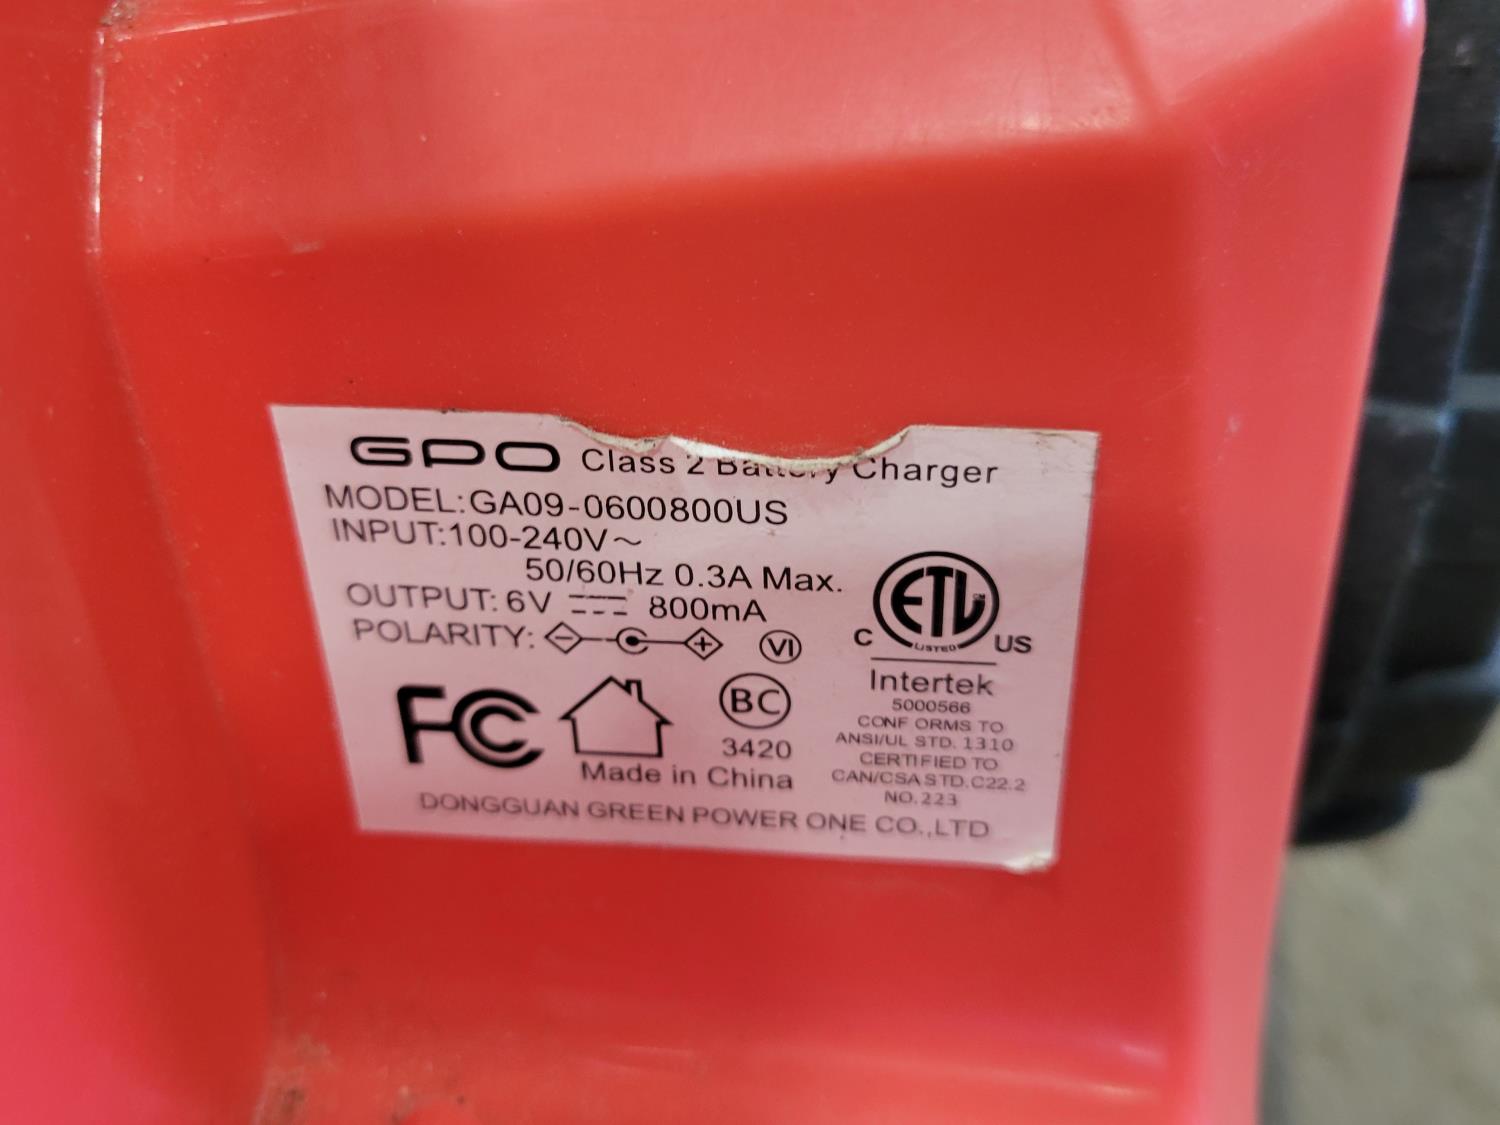 GPO Class 2 Battery Charger
MODEL:GA09-0600800US
INPUT:100-240V~
50/60Hz 0.3A Max.
OUTPUT: 6V ⎓ 800mA
POLARITY:
VI
C ETL US
LISTED
Intertek
5000566
CONF ORMS TO
ANSI/UL STD. 1310
CERTIFIED TO
CAN/CSA STD.C22.2
NO.223
FC
BC
3420
Made in China
DONGGUAN GREEN POWER ONE CO.,LTD